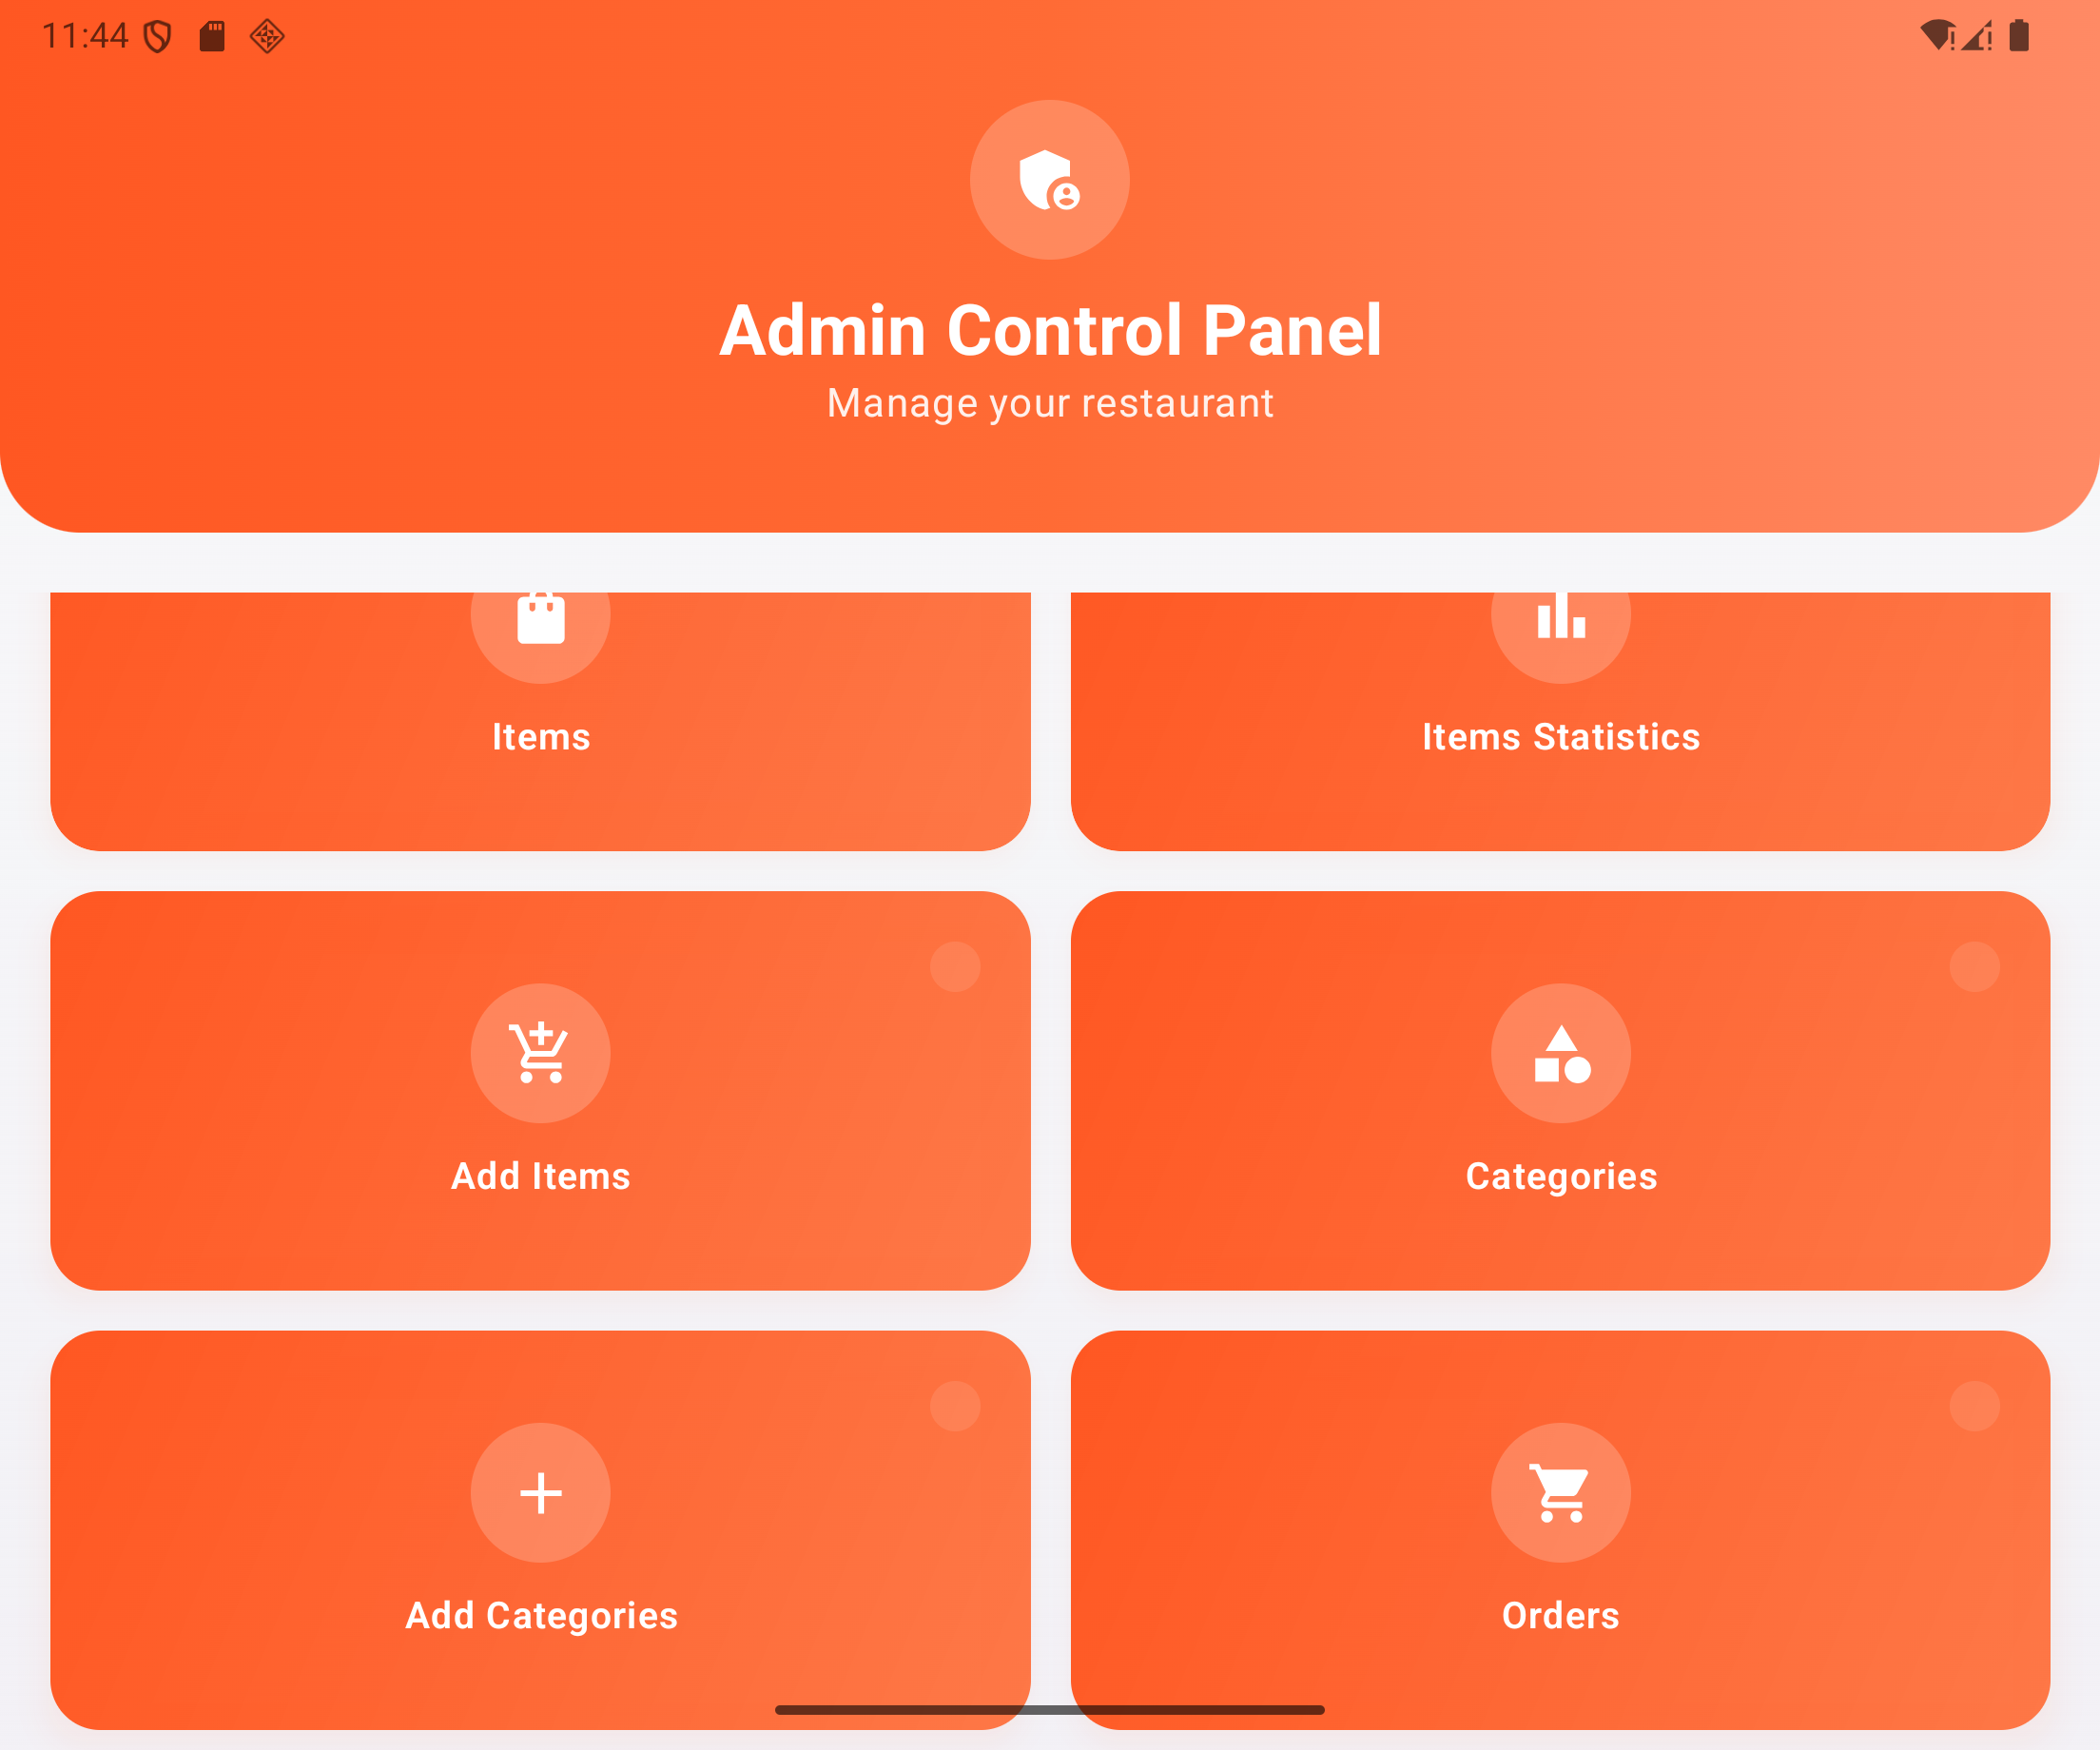 11:44
Admin Control Panel
Manage your restaurant
Items
Items Statistics
Add Items
Categories
Add Categories
Orders